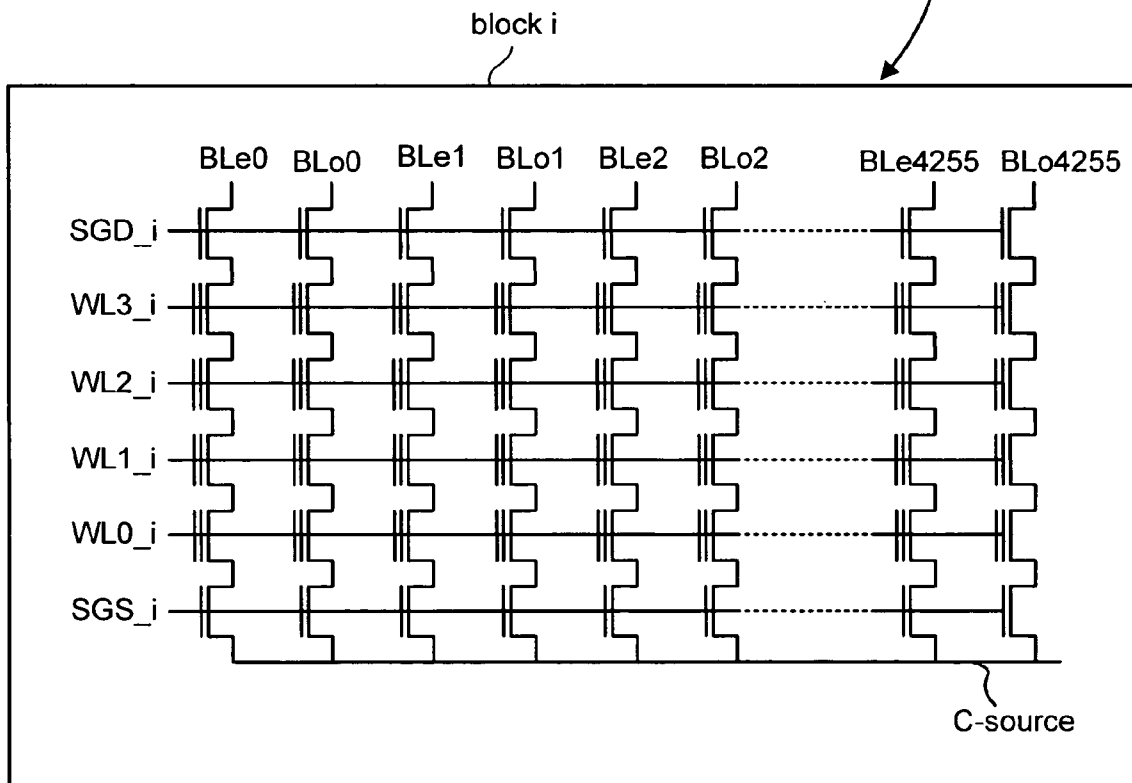 block i
BLe0 BLo0 BLe1 BLo1 BLe2 BLo2 BLe4255 BLo4255
SGD_i
WL3_i
WL2_i
WL1_i
WL0_i
SGS_i
C-source